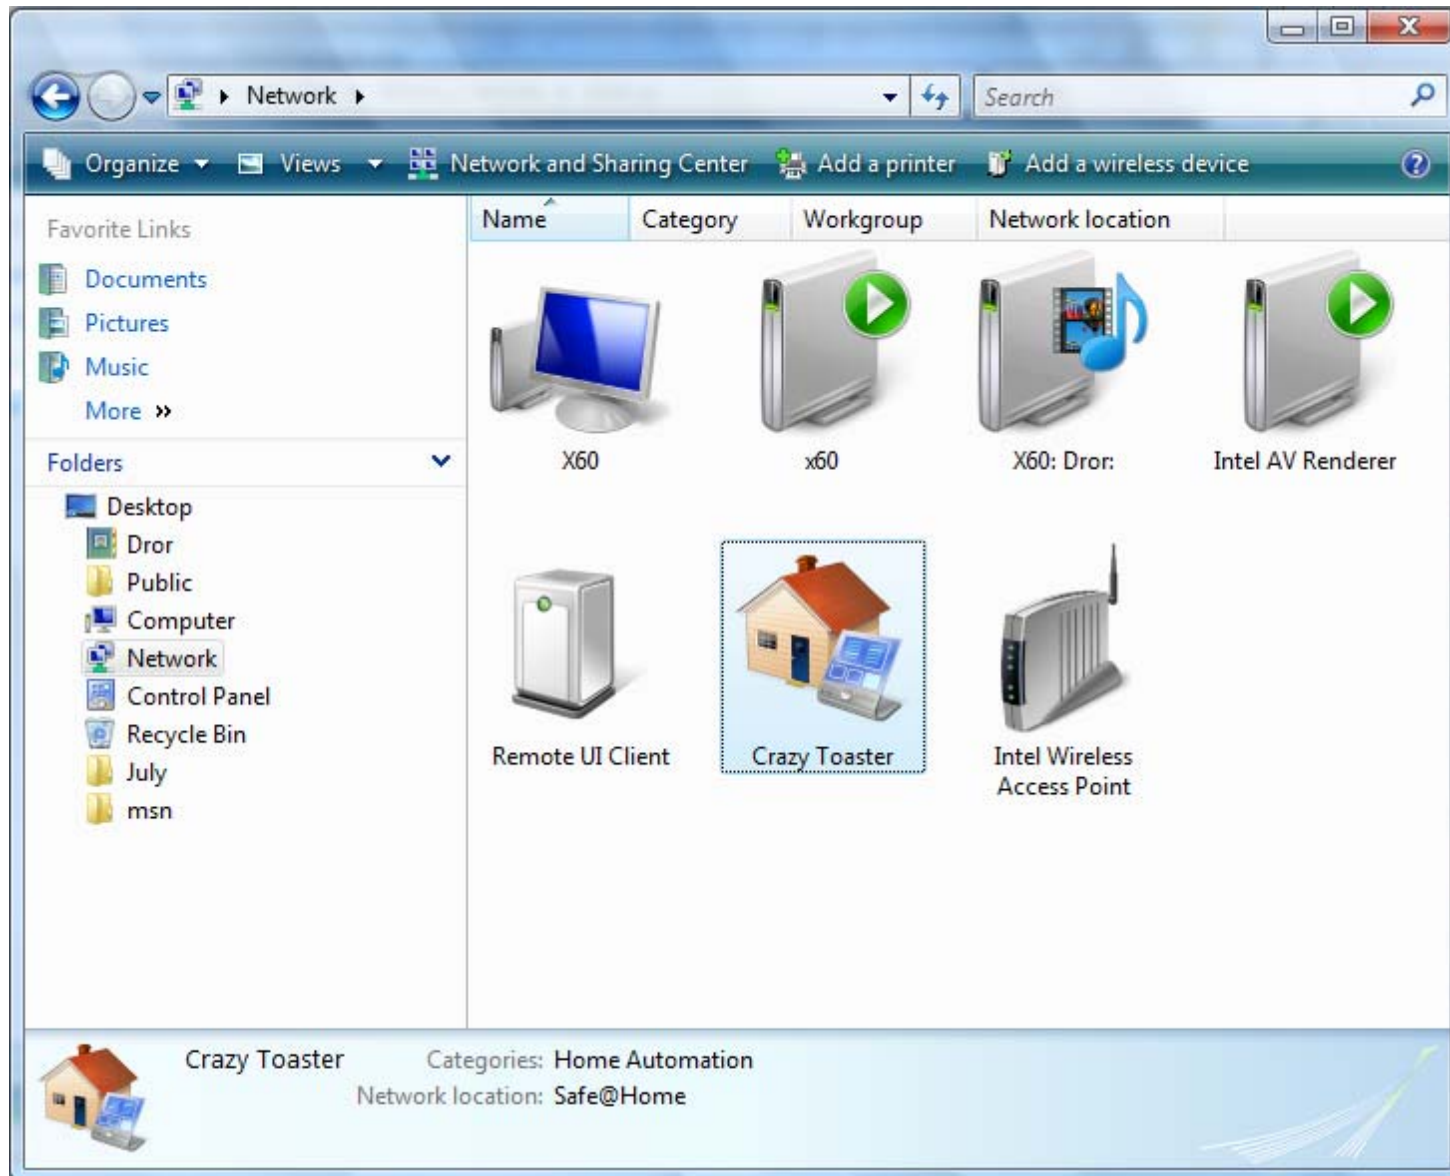 Network
Search
Organize Views Network and Sharing Center Add a printer Add a wireless device
Favorite Links
Documents
Pictures
Music
More »
Folders
Desktop
Dror
Public
Computer
Network
Control Panel
Recycle Bin
July
msn
Name Category Workgroup Network location
X60 x60 X60: Dror: Intel AV Renderer
Remote UI Client Crazy Toaster Intel Wireless
Access Point
Crazy Toaster Categories: Home Automation
Network location: Safe@Home